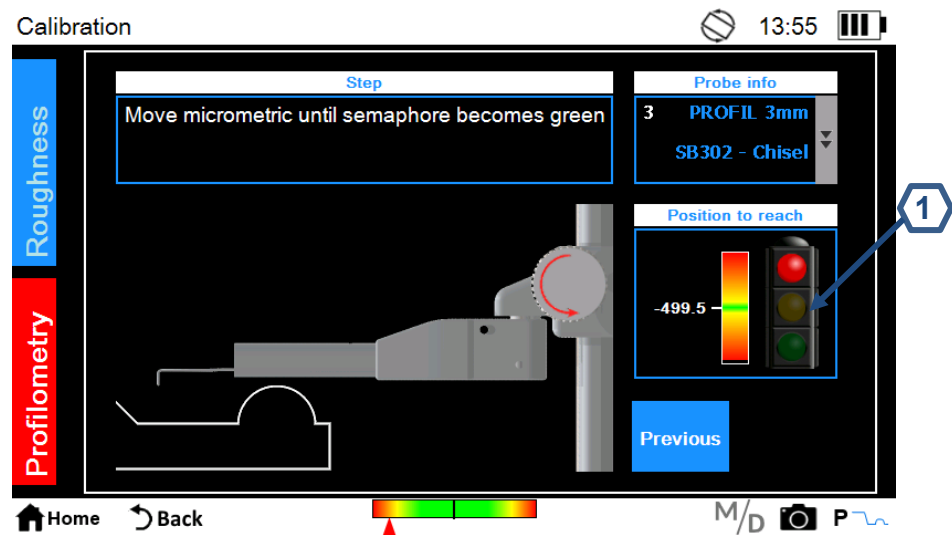 Calibration
13:55
Roughness
Profilometry
Step
Move micrometric until semaphore becomes green
Probe info
3 PROFIL 3mm
SB302 - Chisel
Position to reach
-499.5
1
Previous
Home
Back
M/D
P